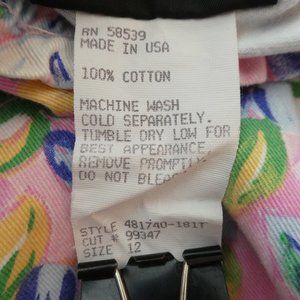 RN 58539
MADE IN USA
100% COTTON
MACHINE WASH
COLD SEPARATELY.
TUMBLE DRY LOW FOR
BEST APPEARANCE.
REMOVE PROMPTLY.
DO NOT BLEACH
STYLE 481740-181T
CUT # 99347
SIZE 12